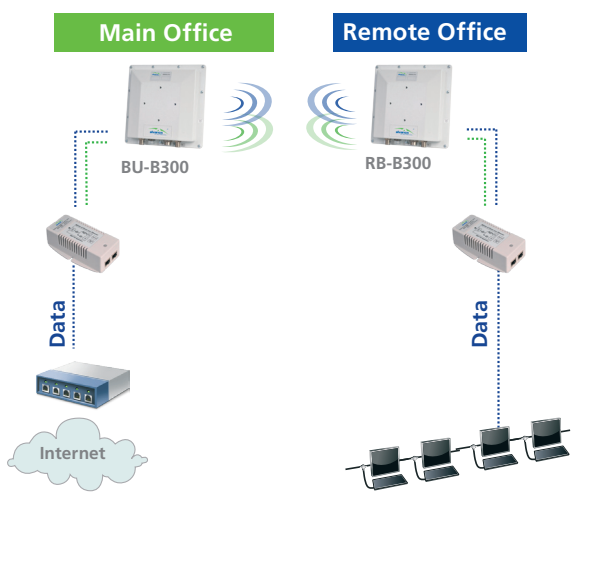 Main Office
Remote Office
BU-B300
RB-B300
Data
Data
Internet